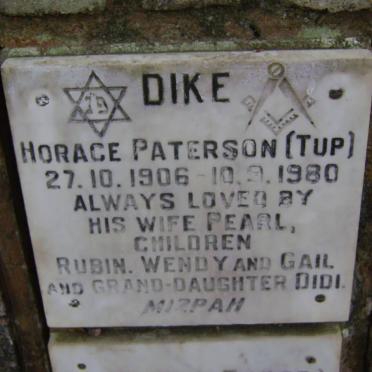 DIKE
HORACE PATERSON (TUP)
27.10.1906 - 10.9.1980
ALWAYS LOVED BY
HIS WIFE PEARL,
CHILDREN
RUBIN. WENDY AND GAIL
AND GRAND-DAUGHTER DIDI.
MIZPAH